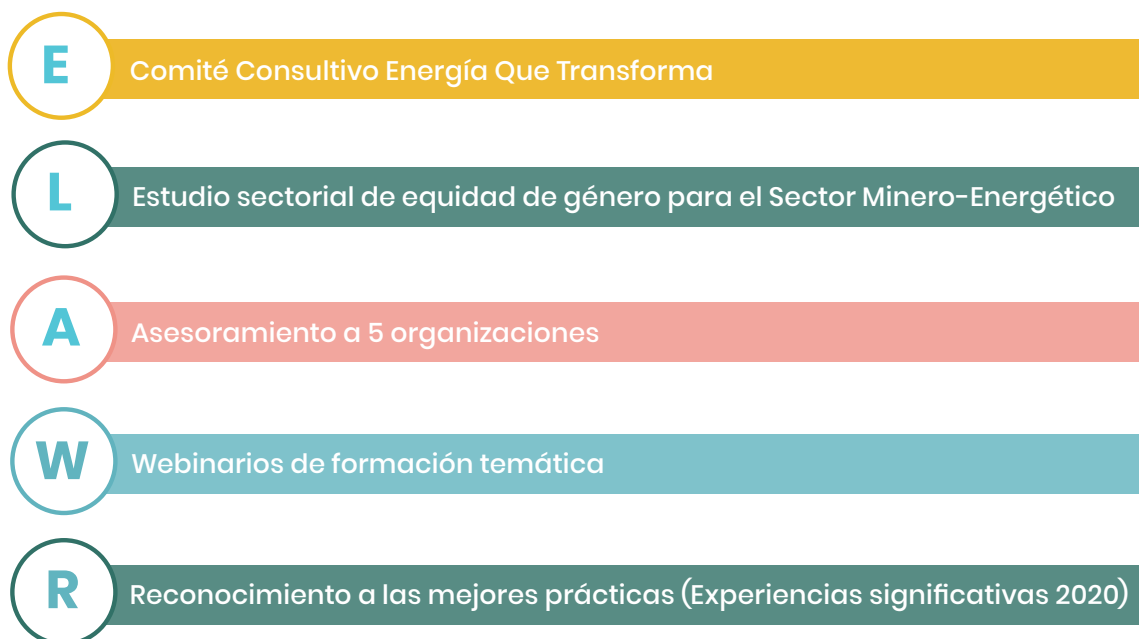 E
Comité Consultivo Energía Que Transforma
L
Estudio sectorial de equidad de género para el Sector Minero-Energético
A
Asesoramiento a 5 organizaciones
W
Webinarios de formación temática
R
Reconocimiento a las mejores prácticas (Experiencias significativas 2020)